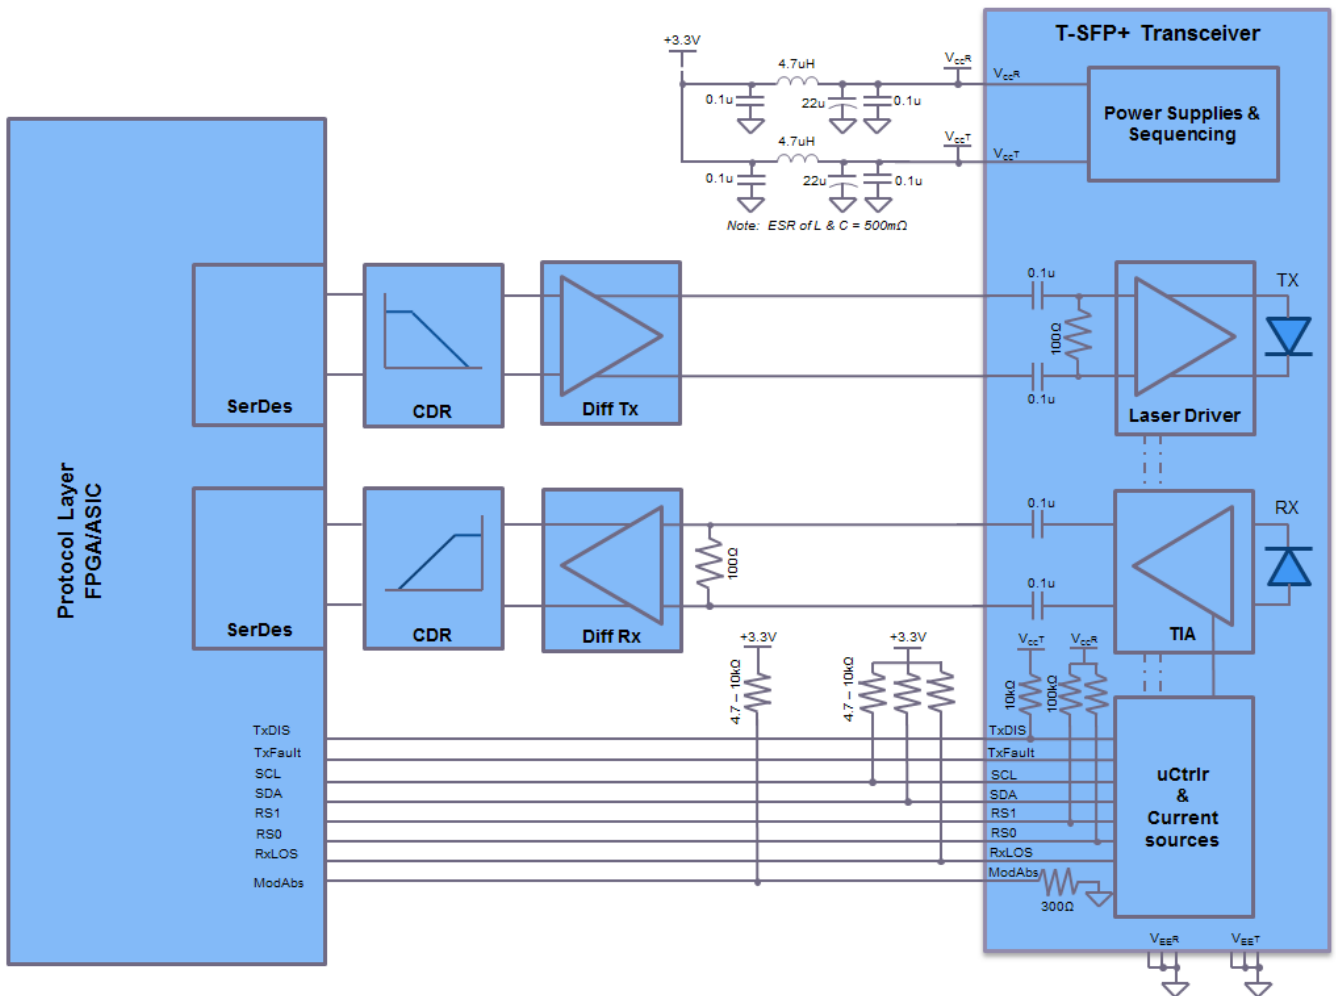 T-SFP+ Transceiver
+3.3V
4.7uH
VccR
VccR
0.1u
22u
0.1u
Power Supplies &
Sequencing
4.7uH
VccT
VccT
0.1u
22u
0.1u
Note: ESR of L & C = 500mΩ
SerDes
CDR
Diff Tx
0.1u
100Ω
0.1u
Laser Driver
TX
Protocol Layer
FPGA/ASIC
SerDes
CDR
Diff Rx
100Ω
0.1u
0.1u
TIA
RX
+3.3V
4.7 – 10kΩ
+3.3V
4.7 – 10kΩ
VccT
10kΩ
VccR
100kΩ
TxDIS
TxFault
SCL
SDA
RS1
RS0
RxLOS
ModAbs
TxDIS
TxFault
SCL
SDA
RS1
RS0
RxLOS
ModAbs
300Ω
uCtrlr
&
Current
sources
VEER
VEET